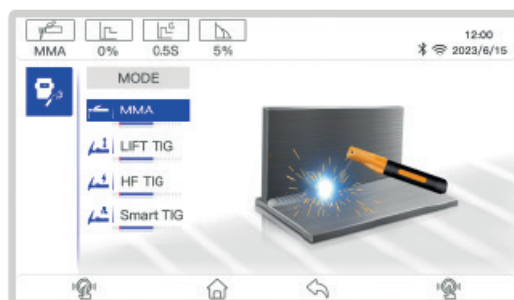 MMA 0% 0.5S 5%
12:00
2023/6/15
MODE
MMA
LIFT TIG
HF TIG
Smart TIG